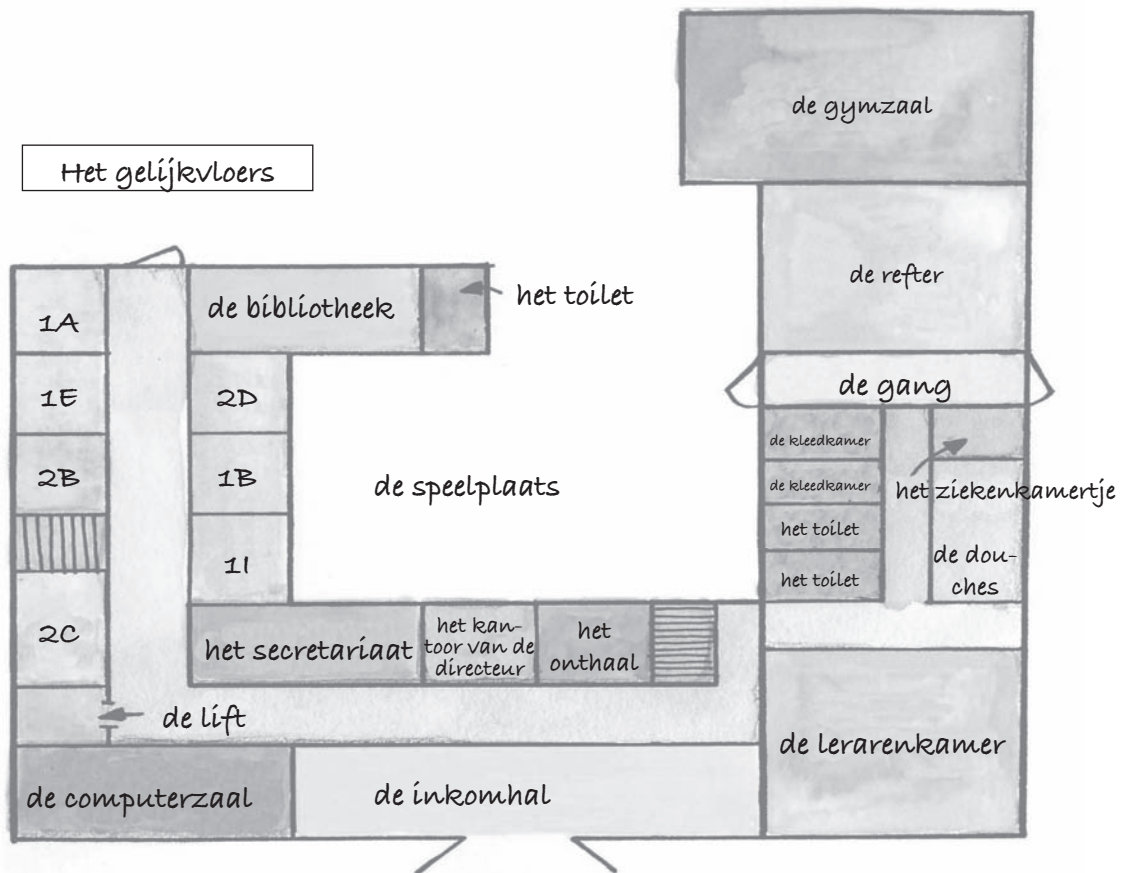 de gymzaal
Het gelijkvloers
de refter
de bibliotheek
het toilet
1A
1E
2D
de gang
de kleedkamer
2B
1B
de speelplaats
de kleedkamer
het ziekenkamertje
het toilet
1I
de dou-
ches
het toilet
2C
het secretariaat
het kan-
toor van de
directeur
het
onthaal
de lift
de lerarenkamer
de computerzaal
de inkomhal